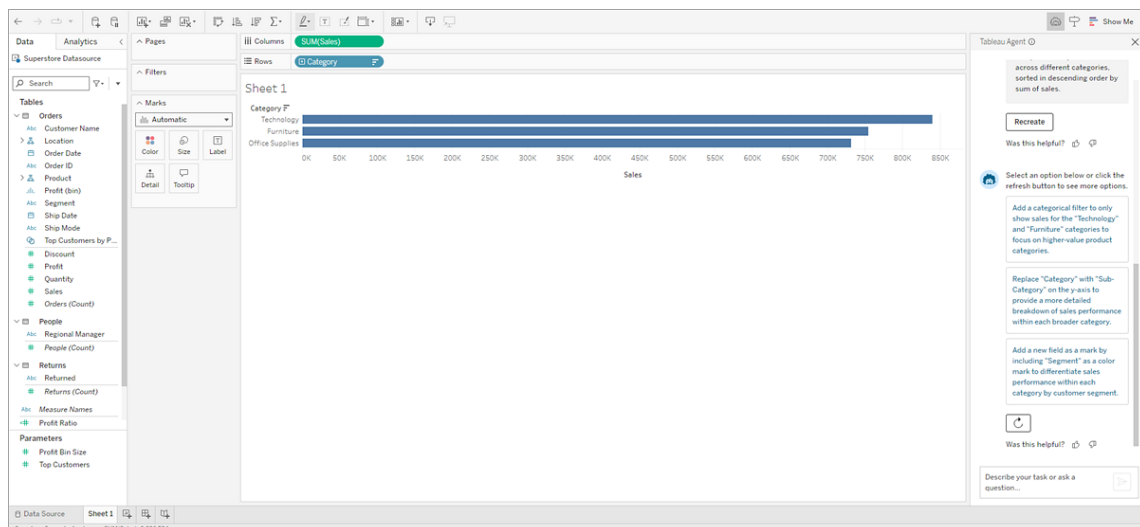 Show Me
Data
Analytics
Superstore Datasource
Search
Tables
Orders
Abc Customer Name
Location
Order Date
Abc Order ID
Product
Profit (bin)
Abc Segment
Ship Date
Abc Ship Mode
Top Customers by P...
# Discount
# Profit
# Quantity
# Sales
# Orders (Count)
People
Abc Regional Manager
# People (Count)
Returns
Abc Returned
# Returns (Count)
Abc Measure Names
=# Profit Ratio
Parameters
# Profit Bin Size
# Top Customers
Pages
Filters
Marks
Automatic
Color Size Label
Detail Tooltip
Columns SUM(Sales)
Rows Category
Sheet 1
Category
Technology
Furniture
Office Supplies
0K 50K 100K 150K 200K 250K 300K 350K 400K 450K 500K 550K 600K 650K 700K 750K 800K 850K
Sales
Tableau Agent
across different categories,
sorted in descending order by
sum of sales.
Recreate
Was this helpful?
Select an option below or click the
refresh button to see more options.
Add a categorical filter to only
show sales for the "Technology"
and "Furniture" categories to
focus on higher-value product
categories.
Replace "Category" with "Sub-
Category" on the y-axis to
provide a more detailed
breakdown of sales performance
within each broader category.
Add a new field as a mark by
including "Segment" as a color
mark to differentiate sales
performance within each
category by customer segment.
Was this helpful?
Describe your task or ask a
question...
Data Source
Sheet 1